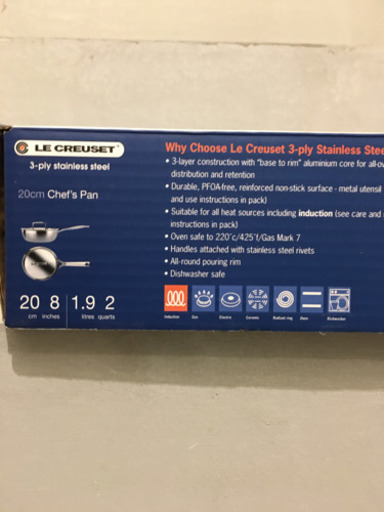 LE CREUSET
3-ply stainless steel
20cm Chef's Pan
20 8 1.9 2
cm inches litres quarts
Why Choose Le Creuset 3-ply Stainless
• 3-layer construction with "base to rim" aluminium core for
distribution and retention
• Durable, PFOA-free, reinforced non-stick surface - metal utensil
and use instructions in pack)
• Suitable for all heat sources including induction (see care and
instructions in pack)
• Oven safe to 220°c/425°f/Gas Mark 7
• Handles attached with stainless steel rivets
• All-round pouring rim
• Dishwasher safe
Induction Gas Electric Ceramic Radiant ring Oven Dishwasher